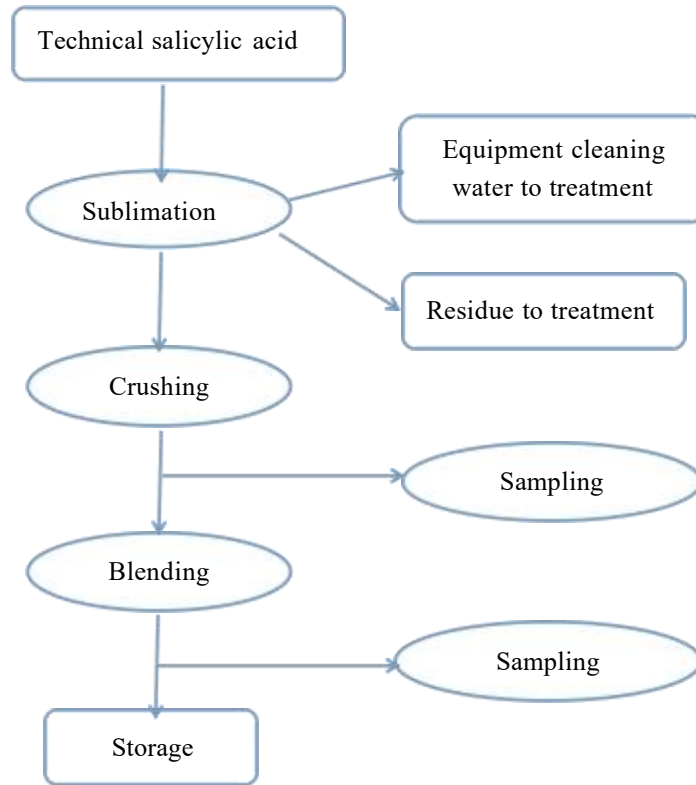 Technical salicylic acid
Equipment cleaning
water to treatment
Sublimation
Residue to treatment
Crushing
Sampling
Blending
Sampling
Storage